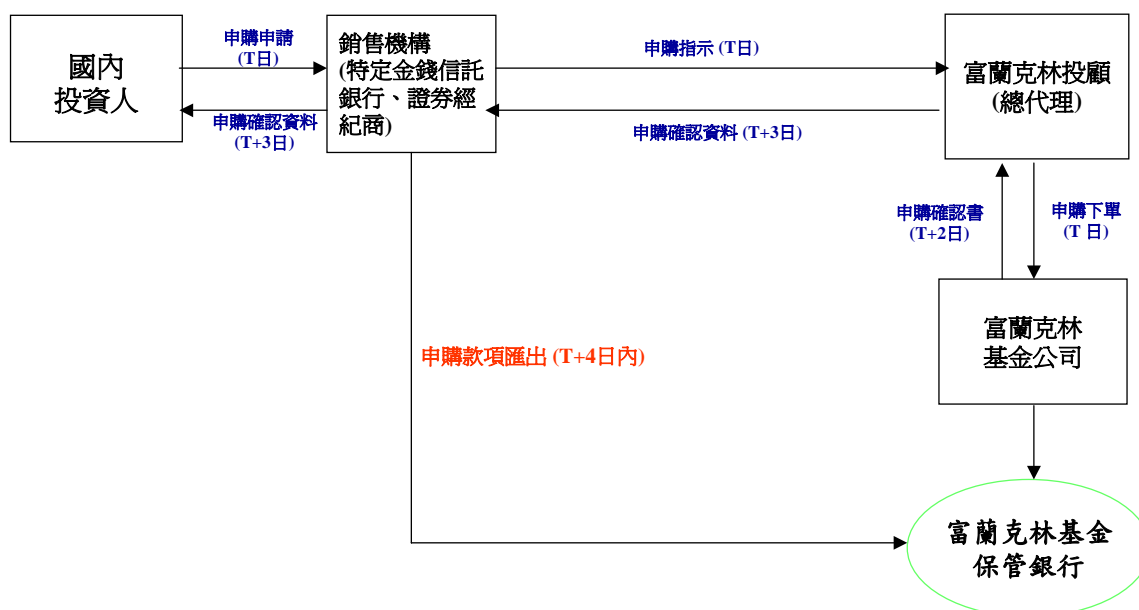 國內
投資人
申購申請
(T日)
申購確認資料
(T+3日)
銷售機構
(特定金錢信託
銀行、證券經
紀商)
申購指示 (T日)
申購確認資料 (T+3日)
富蘭克林投顧
(總代理)
申購確認書
(T+2日)
申購下單
(T 日)
富蘭克林
基金公司
申購款項匯出 (T+4日內)
富蘭克林基金
保管銀行